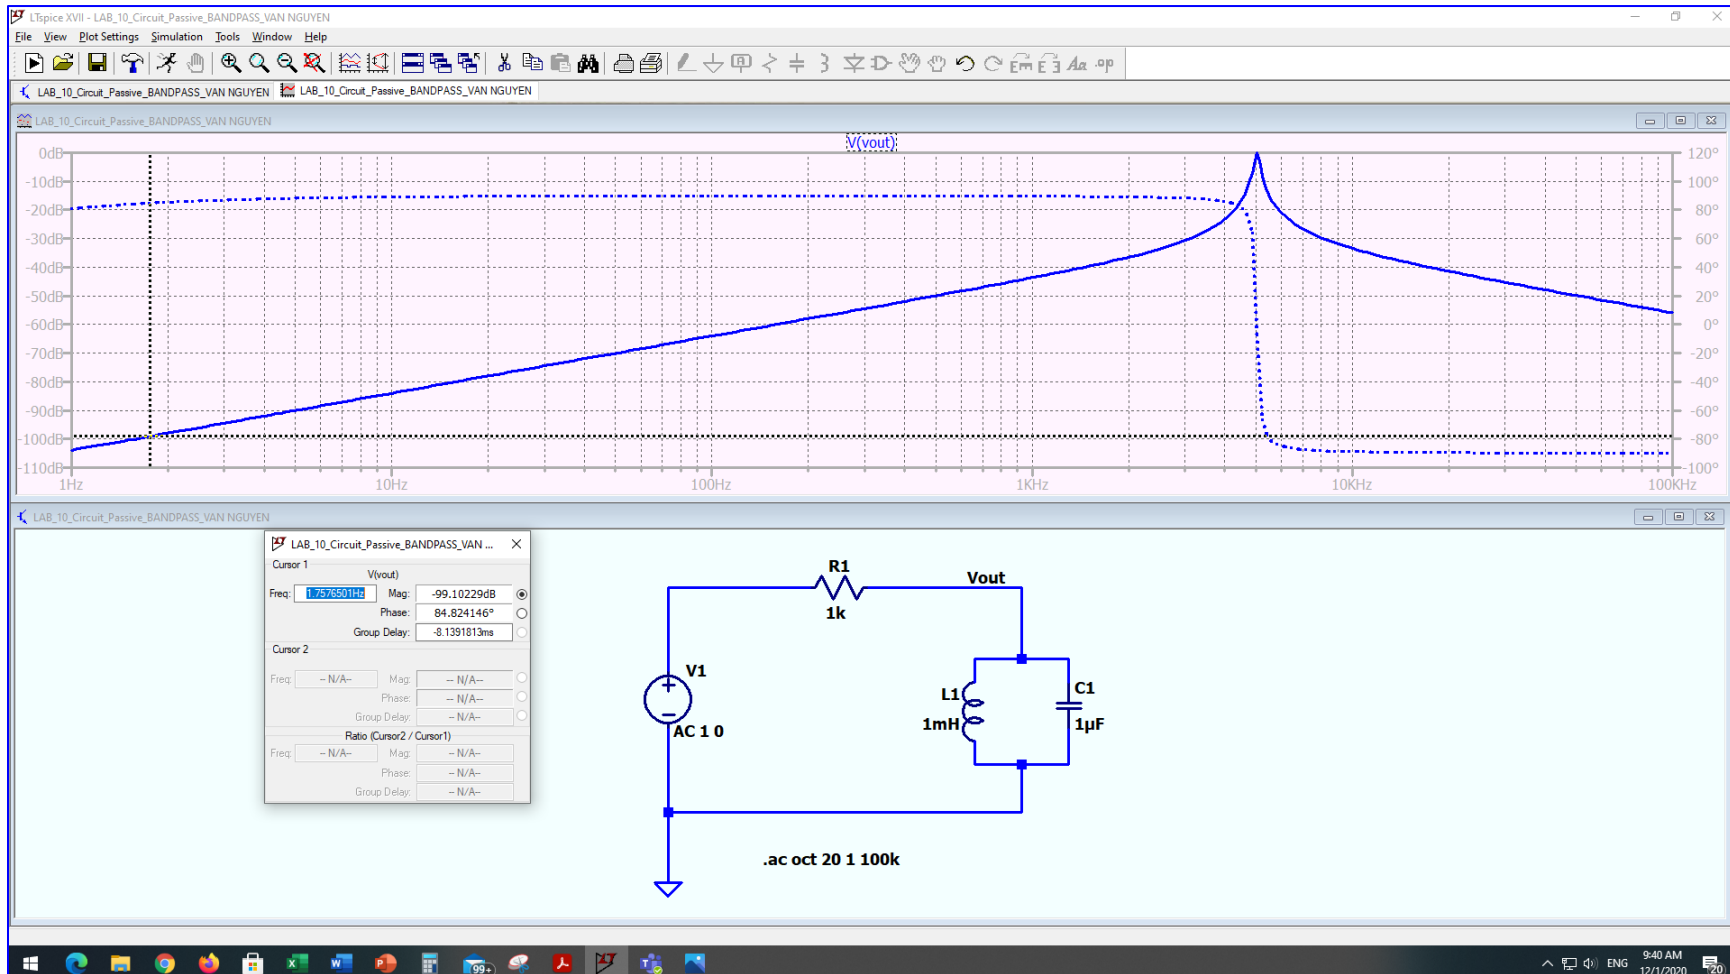 LTspice XVII - LAB_10_Circuit_Passive_BANDPASS_VAN NGUYEN
File View Plot Settings Simulation Tools Window Help
LAB_10_Circuit_Passive_BANDPASS_VAN NGUYEN LAB_10_Circuit_Passive_BANDPASS_VAN NGUYEN
LAB_10_Circuit_Passive_BANDPASS_VAN NGUYEN
V(vout)
0dB 120°
-10dB 100°
-20dB 80°
-30dB 60°
-40dB 40°
-50dB 20°
-60dB 0°
-70dB -20°
-80dB -40°
-90dB -60°
-100dB -80°
-110dB -100°
1Hz 10Hz 100Hz 1KHz 10KHz 100KHz
LAB_10_Circuit_Passive_BANDPASS_VAN NGUYEN
LAB_10_Circuit_Passive_BANDPASS_VAN ...
Cursor 1
V(vout)
Freq: 1.7576501Hz Mag: -99.10229dB
Phase: 84.824146°
Group Delay: -8.1391813ms
Cursor 2
Freq: -- N/A-- Mag: -- N/A--
Phase: -- N/A--
Group Delay: -- N/A--
Ratio (Cursor2 / Cursor1)
Freq: -- N/A-- Mag: -- N/A--
Phase: -- N/A--
Group Delay: -- N/A--
R1
1k
Vout
V1
AC 1 0
L1
1mH
C1
1µF
.ac oct 20 1 100k
99+
ENG
9:40 AM
12/1/2020
20